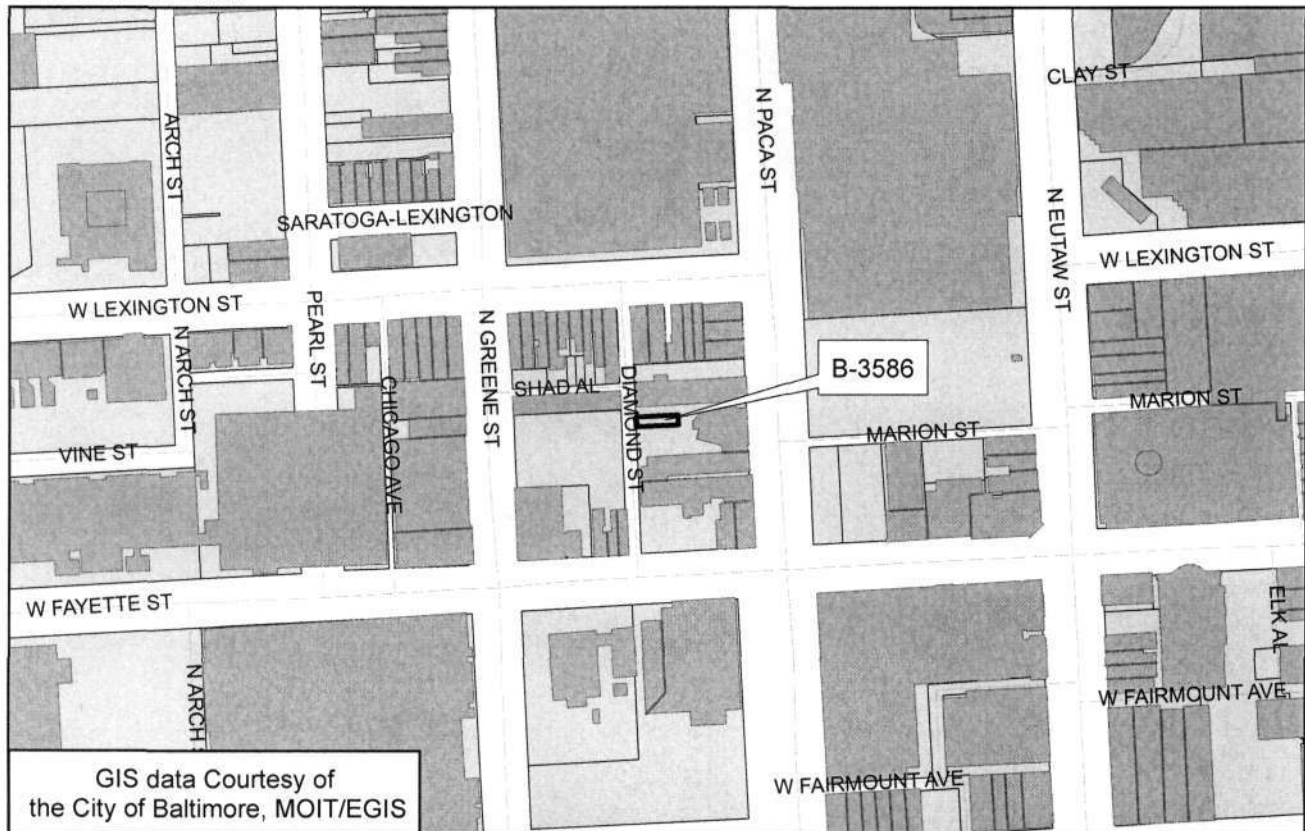 CLAY ST
ARCH ST
N PACA ST
SARATOGA-LEXINGTON
N EUTAW ST
W LEXINGTON ST
W LEXINGTON ST
PEARL ST
N GREENE ST
N ARCH ST
CHICAGO AVE
SHAD AL
DIAMOND ST
B-3586
MARION ST
MARION ST
VINE ST
W FAYETTE ST
ELK AL
N ARCH S
W FAIRMOUNT AVE
W FAIRMOUNT AVE
GIS data Courtesy of
the City of Baltimore, MOIT/EGIS